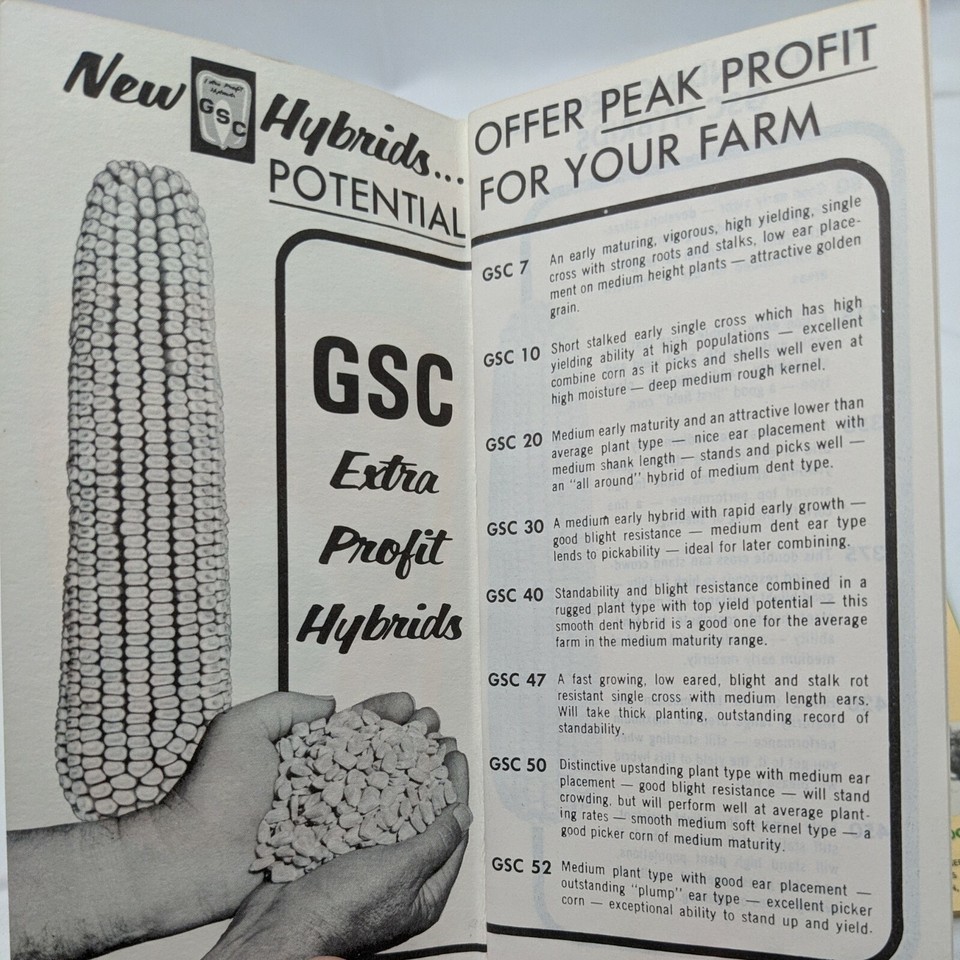 New GSC Hybrids...
POTENTIAL
GSC
Extra
Profit
Hybrids
OFFER PEAK PROFIT
FOR YOUR FARM
GSC 7 An early maturing, vigorous, high yielding, single
cross with strong roots and stalks, low ear place-
ment on medium height plants — attractive golden
grain.
GSC 10 Short stalked early single cross which has high
yielding ability at high populations — excellent
combine corn as it picks and shells well even at
high moisture — deep medium rough kernel.
GSC 20 Medium early maturity and an attractive lower than
average plant type — nice ear placement with
medium shank length — stands and picks well —
an "all around" hybrid of medium dent type.
GSC 30 A medium early hybrid with rapid early growth —
good blight resistance — medium dent ear type
lends to pickability — ideal for later combining.
GSC 40 Standability and blight resistance combined in a
rugged plant type with top yield potential — this
smooth dent hybrid is a good one for the average
farm in the medium maturity range.
GSC 47 A fast growing, low eared, blight and stalk rot
resistant single cross with medium length ears.
Will take thick planting, outstanding record of
standability.
GSC 50 Distinctive upstanding plant type with medium ear
placement — good blight resistance — will stand
crowding, but will perform well at average plant-
ing rates — smooth medium soft kernel type — a
good picker corn of medium maturity.
GSC 52 Medium plant type with good ear placement —
outstanding "plump" ear type — excellent picker
corn — exceptional ability to stand up and yield.